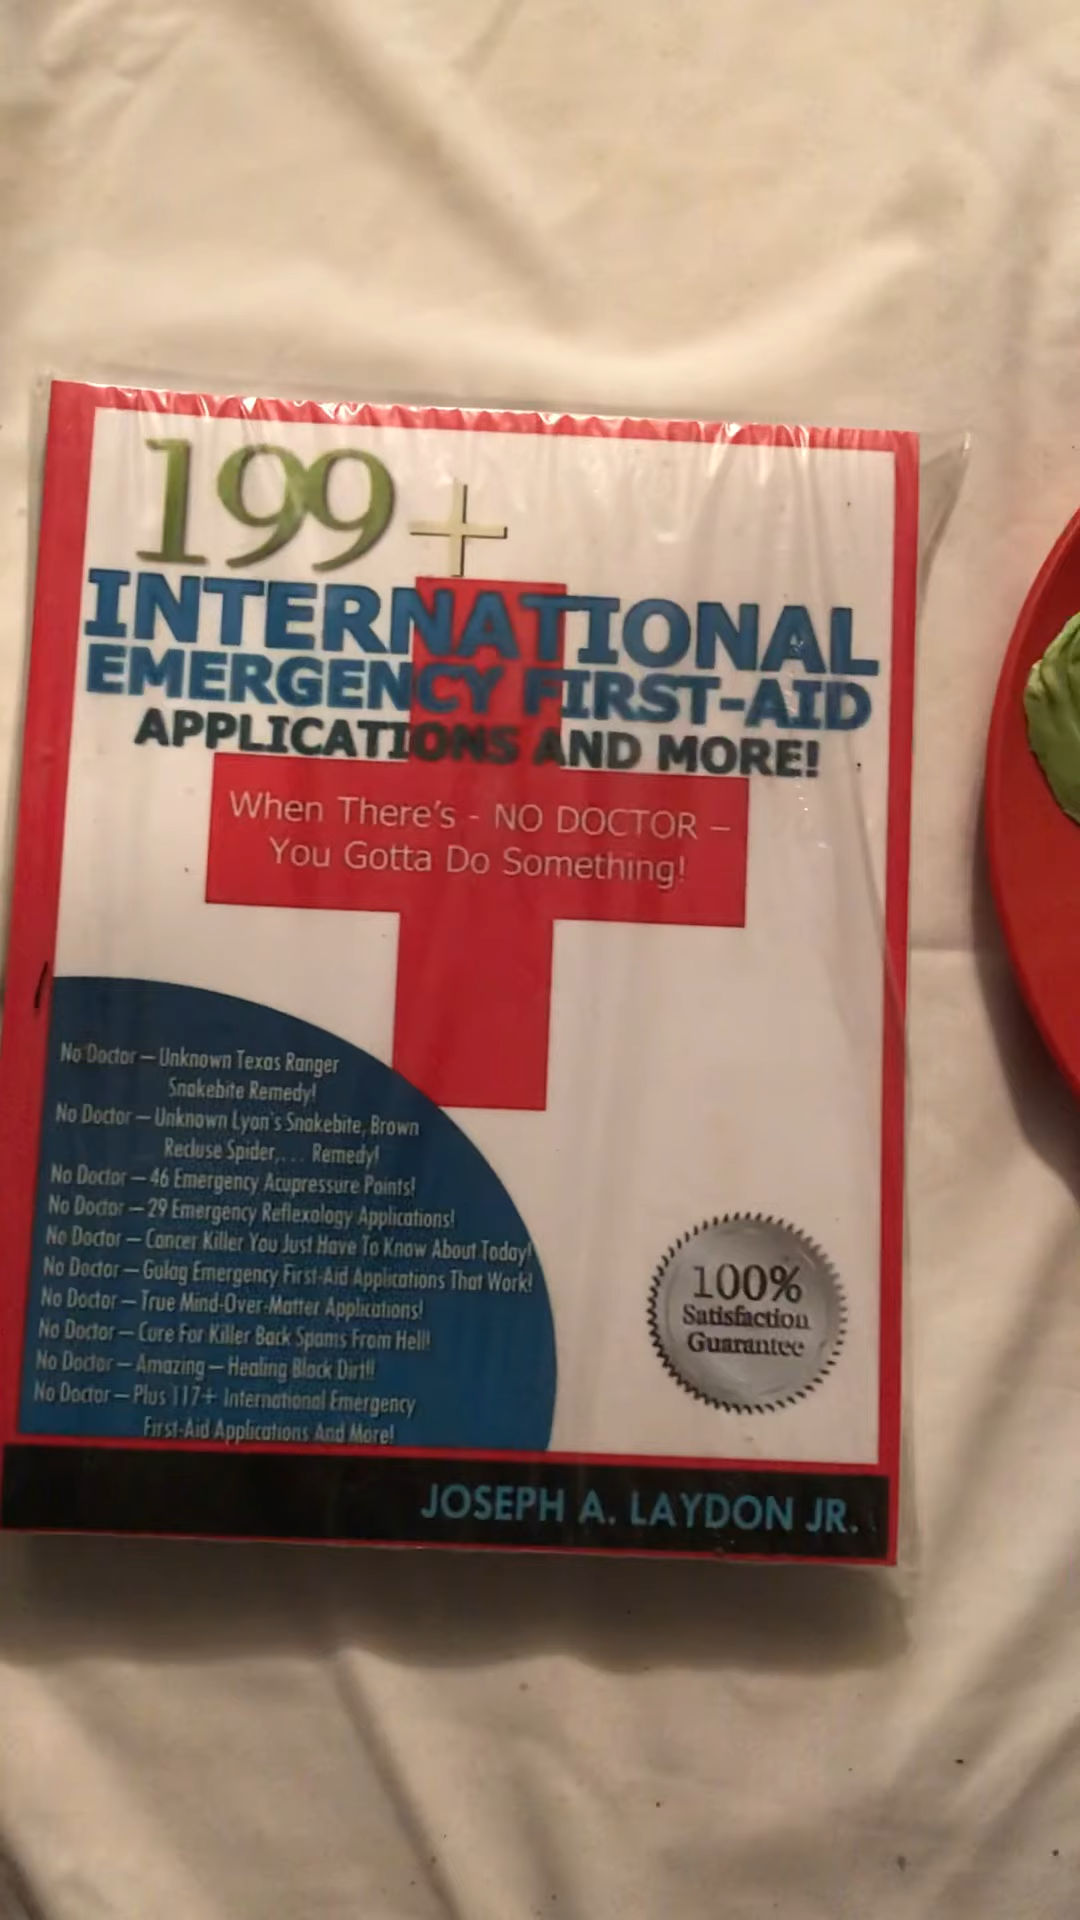 199+
INTERNATIONAL
EMERGENCY FIRST-AID
APPLICATIONS AND MORE!
When There's - NO DOCTOR –
You Gotta Do Something!
No Doctor – Unknown Texas Ranger
Snakebite Remedy!
No Doctor – Unknown Lyon's Snakebite, Brown
Recluse Spider, . . . Remedy!
No Doctor – 46 Emergency Acupressure Points!
No Doctor – 29 Emergency Reflexology Applications!
No Doctor – Cancer Killer You Just Have To Know About Today!
No Doctor – Gulag Emergency First-Aid Applications That Work!
No Doctor – True Mind-Over-Matter Applications!
No Doctor – Cure For Killer Back Spams From Hell!
No Doctor – Amazing – Healing Black Dirt!!
No Doctor – Plus 117+ International Emergency
First-Aid Applications And More!
100%
Satisfaction
Guarantee
JOSEPH A. LAYDON JR.